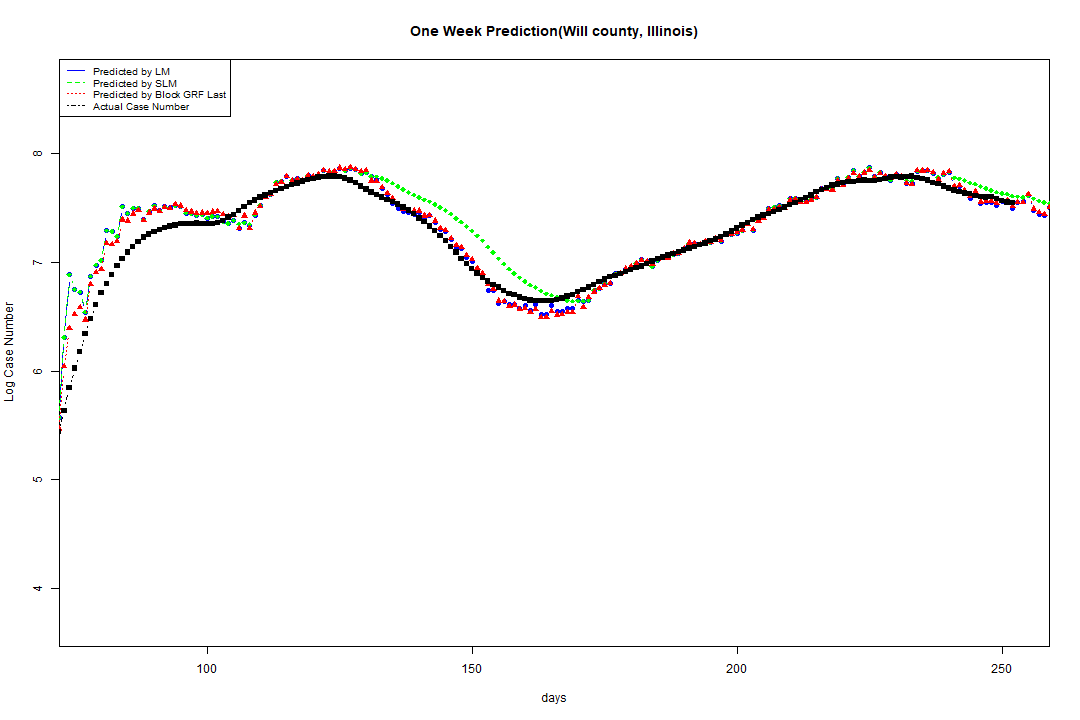 One Week Prediction(Will county, Illinois)
Predicted by LM
Predicted by SLM
Predicted by Block GRF Last
Actual Case Number
8
7
6
5
4
Log Case Number
100 150 200 250
days